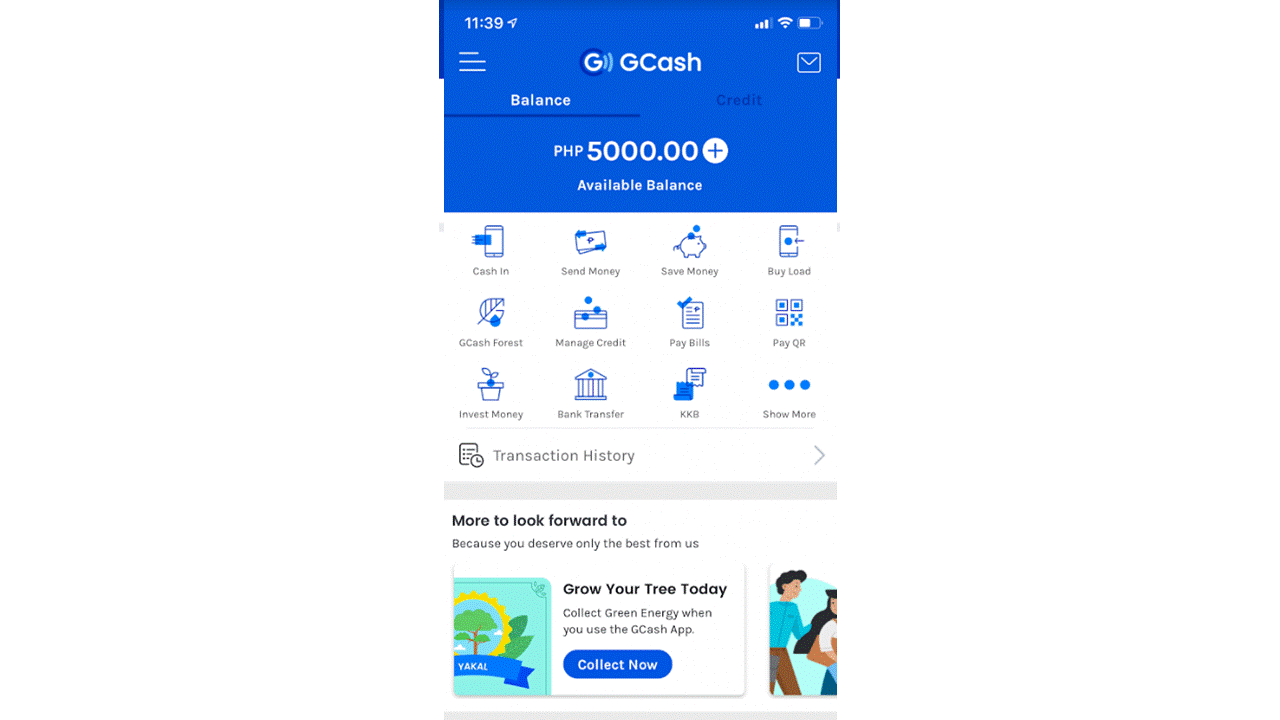 11:39
GCash
Balance
Credit
PHP 5000.00
Available Balance
Cash In
Send Money
Save Money
Buy Load
GCash Forest
Manage Credit
Pay Bills
Pay QR
Invest Money
Bank Transfer
KKB
Show More
Transaction History
More to look forward to
Because you deserve only the best from us
Grow Your Tree Today
Collect Green Energy when
you use the GCash App.
YAKAL
Collect Now